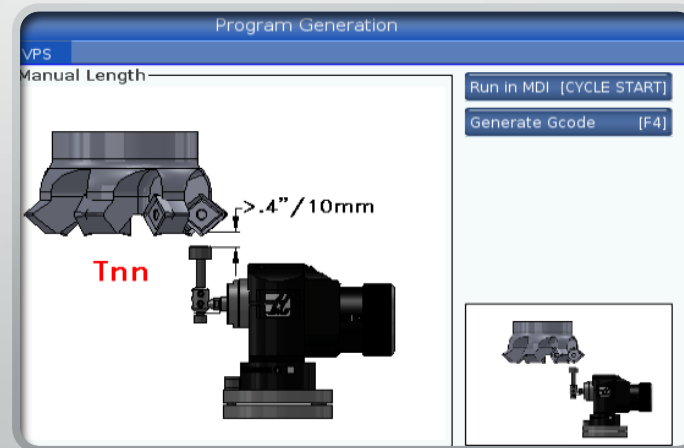 Program Generation
VPS
Manual Length
Run in MDI [CYCLE START]
Generate Gcode [F4]
>.4”/10mm
Tnn